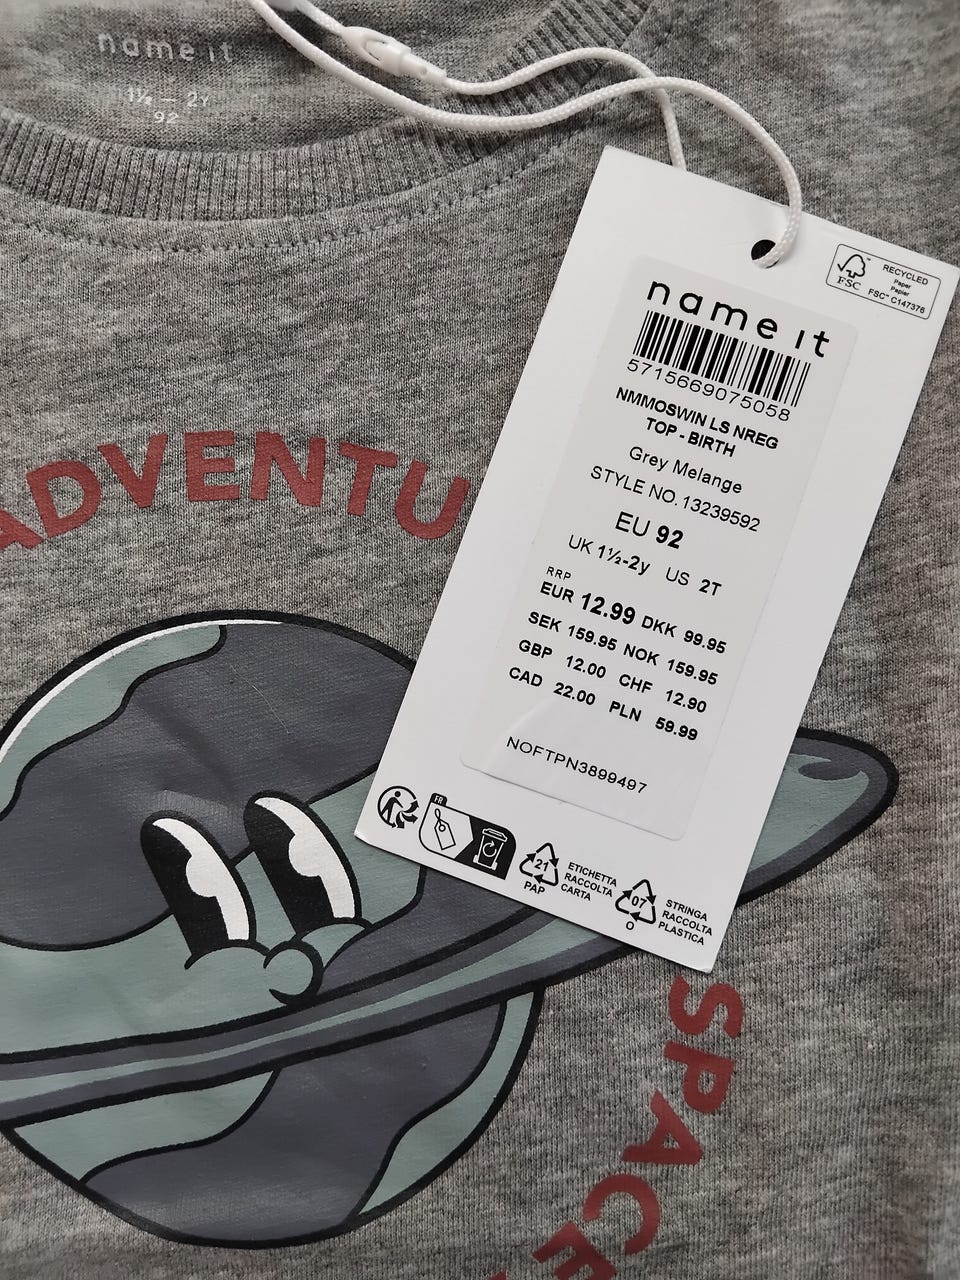 name it
1½ — 2Y
92
ADVENTU
SPACE
RECYCLED
Paper
Papier
FSC™ C147376
FSC
name it
5715669075058
NMMOSWIN LS NREG
TOP - BIRTH
Grey Melange
STYLE NO. 13239592
EU 92
UK 1½-2y US 2T
RRP
EUR 12.99 DKK 99.95
SEK 159.95 NOK 159.95
GBP 12.00 CHF 12.90
CAD 22.00 PLN 59.99
NOFTPN3899497
FR
21
PAP
ETICHETTA
RACCOLTA
CARTA
07
O
STRINGA
RACCOLTA
PLASTICA